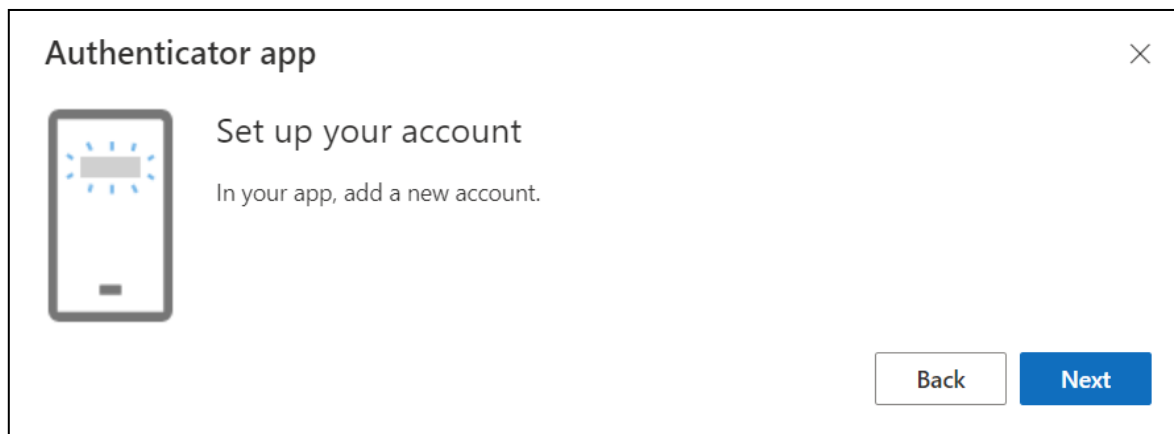 Authenticator app
Set up your account
In your app, add a new account.
Back
Next